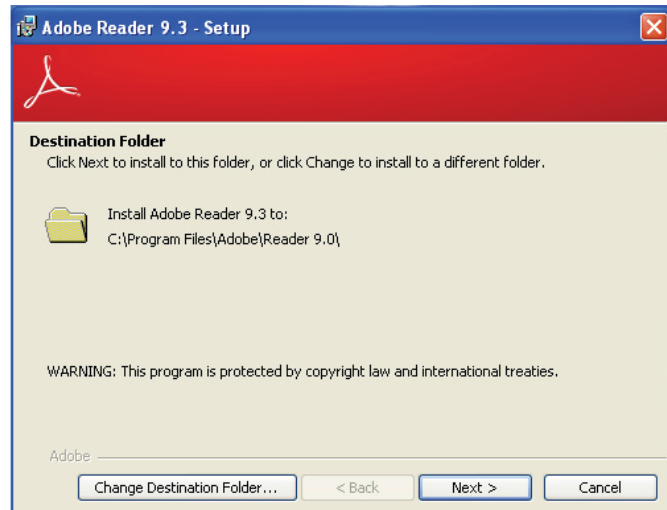 Adobe Reader 9.3 - Setup
Destination Folder
Click Next to install to this folder, or click Change to install to a different folder.
Install Adobe Reader 9.3 to:
C:\Program Files\Adobe\Reader 9.0\
WARNING: This program is protected by copyright law and international treaties.
Adobe
Change Destination Folder... < Back Next > Cancel